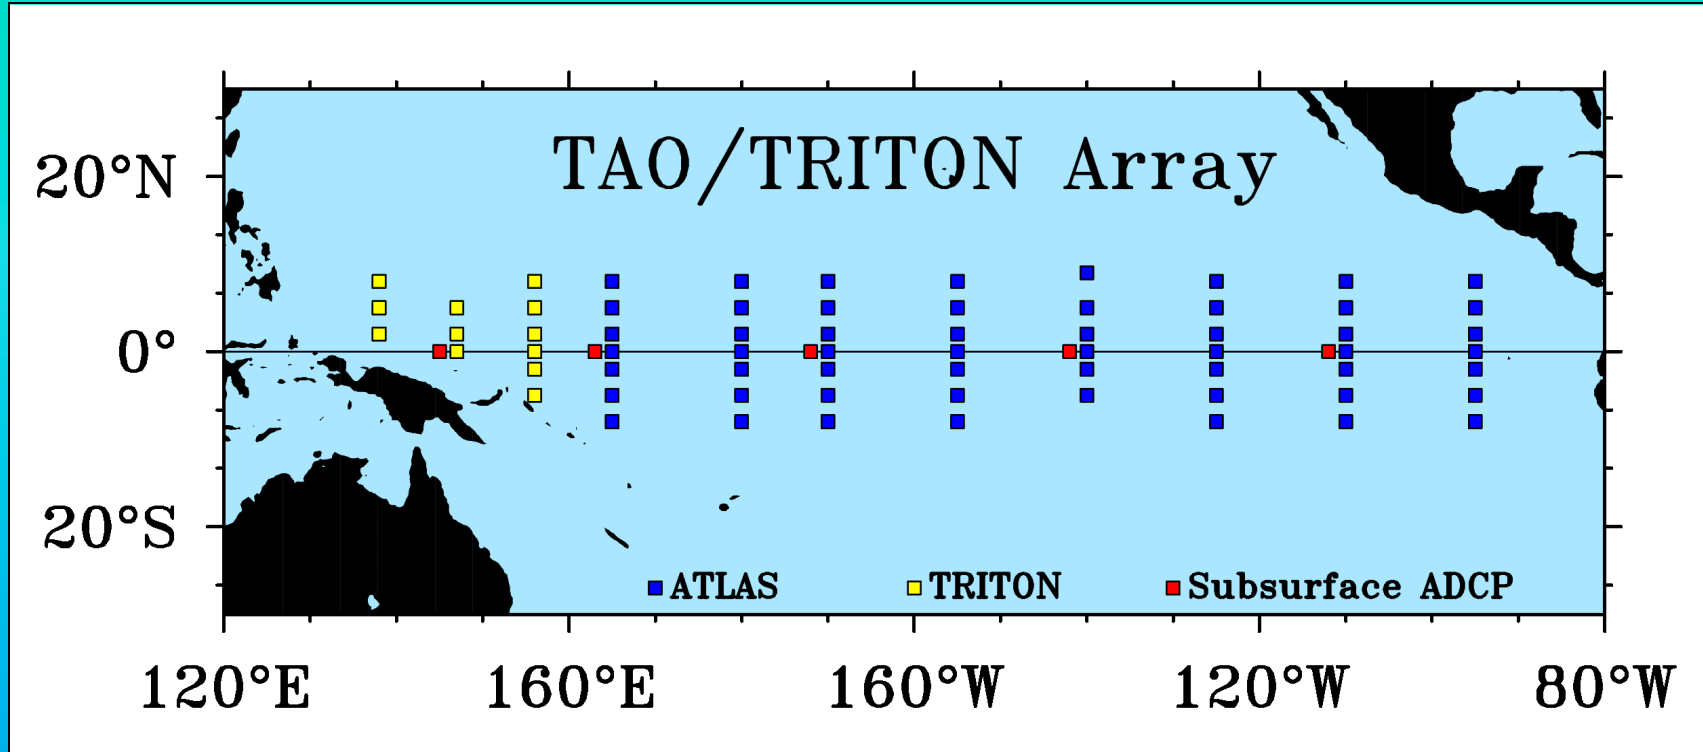 TAO/TRITON Array
20°N
0°
20°S
ATLAS TRITON Subsurface ADCP
120°E 160°E 160°W 120°W 80°W